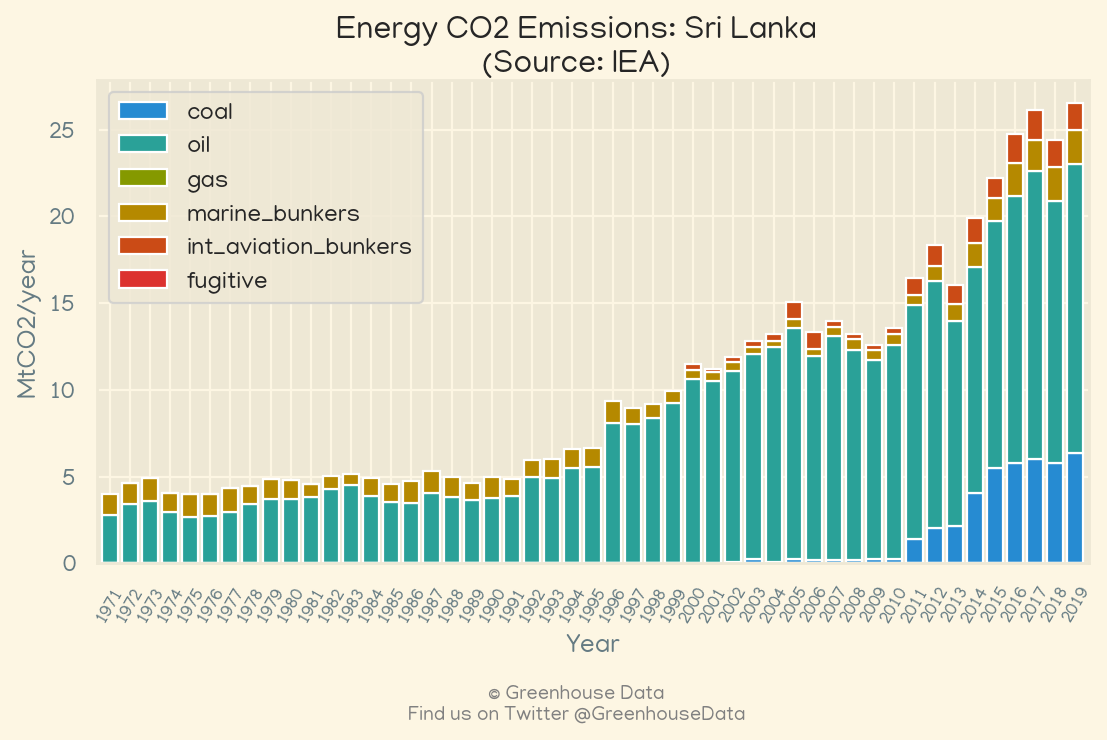 Energy CO2 Emissions: Sri Lanka
(Source: IEA)
coal
oil
gas
marine_bunkers
int_aviation_bunkers
fugitive
MtCO2/year
25
20
15
10
5
0
1971 1972 1973 1974 1975 1976 1977 1978 1979 1980 1981 1982 1983 1984 1985 1986 1987 1988 1989 1990 1991 1992 1993 1994 1995 1996 1997 1998 1999 2000 2001 2002 2003 2004 2005 2006 2007 2008 2009 2010 2011 2012 2013 2014 2015 2016 2017 2018 2019
Year
© Greenhouse Data
Find us on Twitter @GreenhouseData